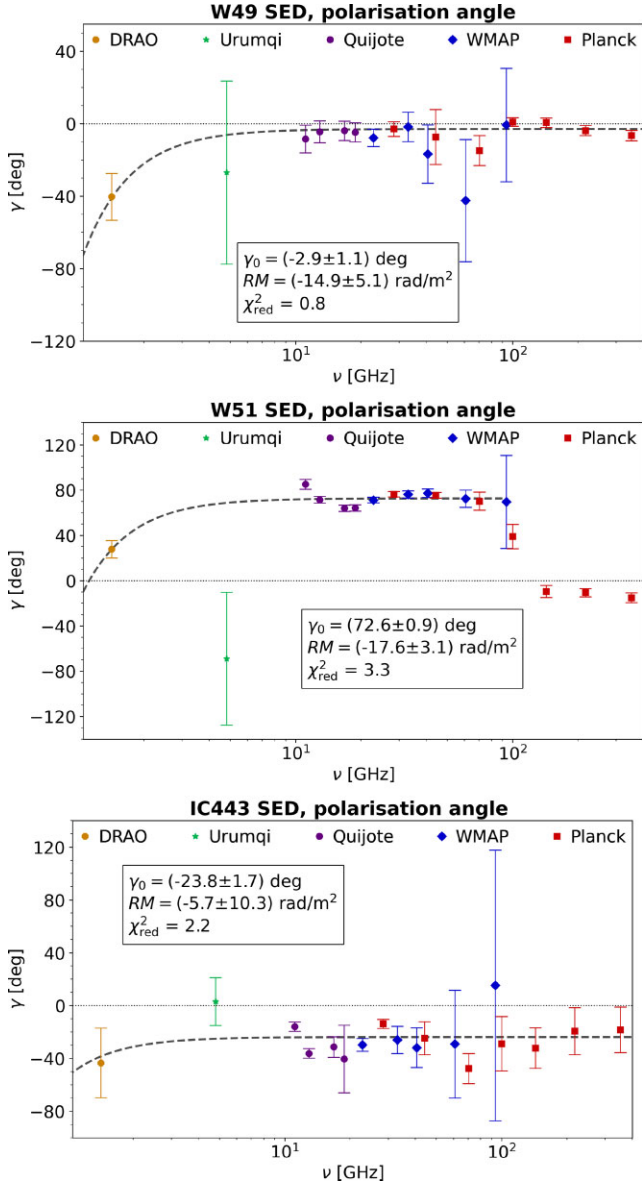 W49 SED, polarisation angle
DRAO Urumqi Quijote WMAP Planck
40
0
−40
−80
−120
γ [deg]
γ₀ = (-2.9±1.1) deg
RM = (-14.9±5.1) rad/m²
χ²red = 0.8
10¹ 10²
ν [GHz]
W51 SED, polarisation angle
DRAO Urumqi Quijote WMAP Planck
120
80
40
0
−40
−80
−120
γ [deg]
γ₀ = (72.6±0.9) deg
RM = (-17.6±3.1) rad/m²
χ²red = 3.3
10¹ 10²
ν [GHz]
IC443 SED, polarisation angle
DRAO Urumqi Quijote WMAP Planck
120
80
40
0
−40
−80
γ [deg]
γ₀ = (-23.8±1.7) deg
RM = (-5.7±10.3) rad/m²
χ²red = 2.2
10¹ 10²
ν [GHz]